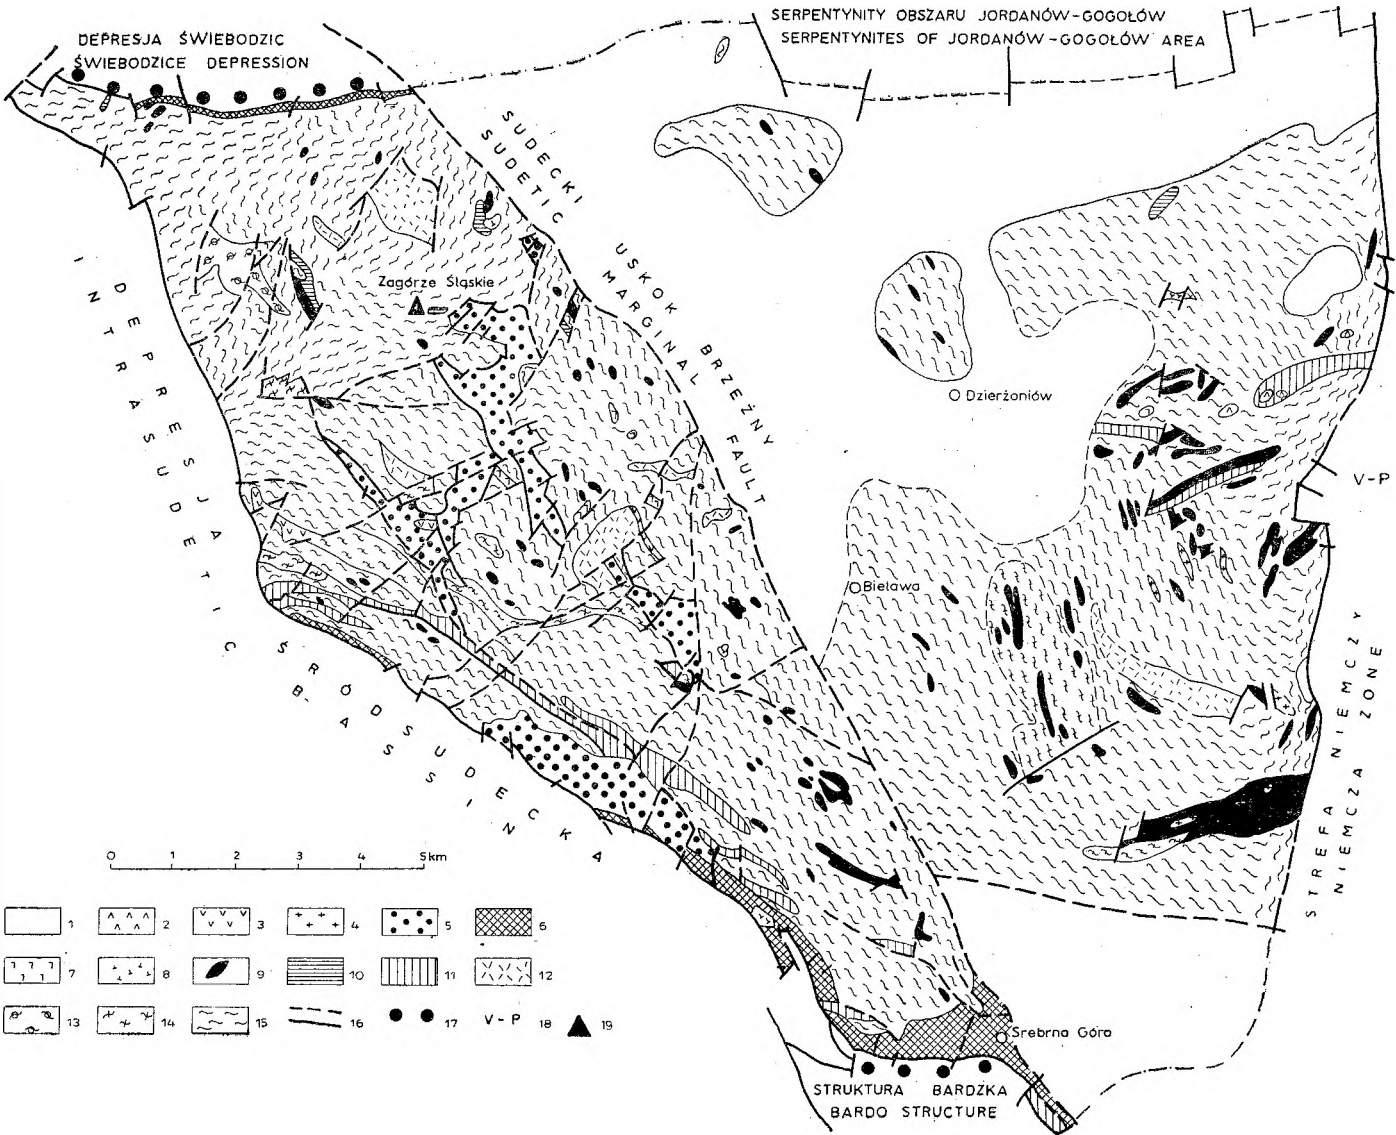 DEPRESJA ŚWIEBODZIC
ŚWIEBODZICE DEPRESSION
SERPENTYNITY OBSZARU JORDANÓW-GOGOŁÓW
SERPENTYNITES OF JORDANÓW-GOGOŁÓW AREA
SUDECKI USKOK BRZEŻNY
SUDETIC MARGINAL FAULT
DEPRESJA ŚRÓDSUDECKA
INTRASUDETIC BASSIN
Zagórze Śląskie
Dzierżoniów
V-P
Bielawa
STREFA NIEMCZY
NIEMCZA ZONE
0 1 2 3 4 5km
1 2 3 4 5 6
7 8 9 10 11 12
13 14 15 16 17 V-P 18 19
Srebrna Góra
STRUKTURA BARDZKA
BARDO STRUCTURE